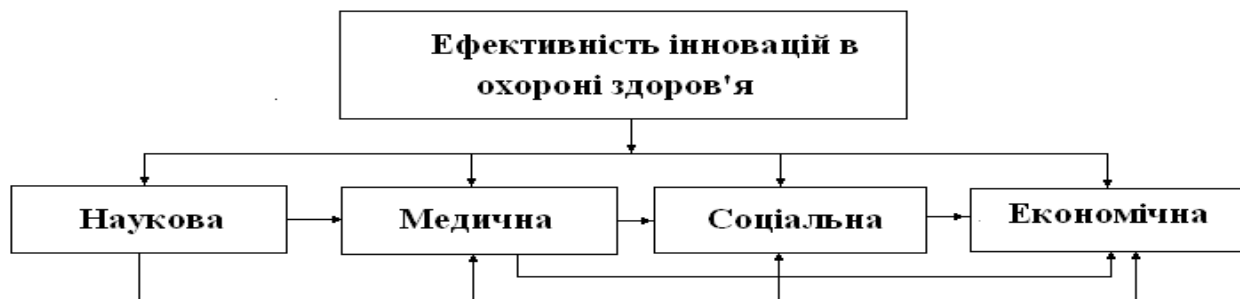 Ефективність інновацій в
охороні здоров'я
Наукова
Медична
Соціальна
Економічна